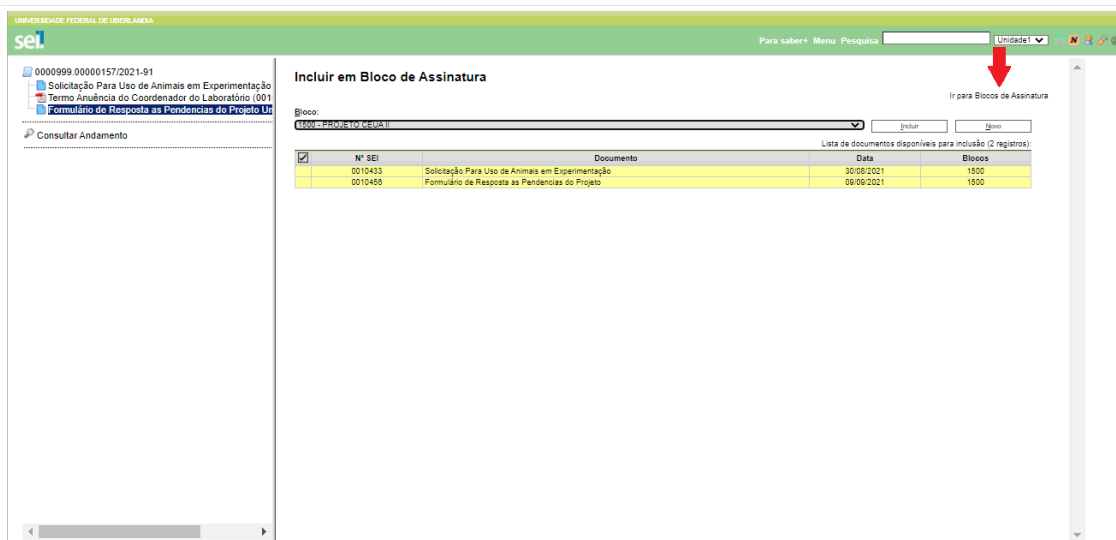 UNIVERSIDADE FEDERAL DE UBERLANDIA
sei!
Para saber+ Menu Pesquisa
Unidade1
0000999.00000157/2021-91
Solicitação Para Uso de Animais em Experimentação
Termo Anuência do Coordenador do Laboratório (001
Formulário de Resposta as Pendencias do Projeto Un
Consultar Andamento
Incluir em Bloco de Assinatura
Ir para Blocos de Assinatura
Bloco:
1500 - PROJETO CEUA II
Incluir
Novo
Lista de documentos disponíveis para inclusão (2 registros):
Nº SEI Documento Data Blocos
0010433 Solicitação Para Uso de Animais em Experimentação 30/08/2021 1500
0010456 Formulário de Resposta as Pendencias do Projeto 09/09/2021 1500